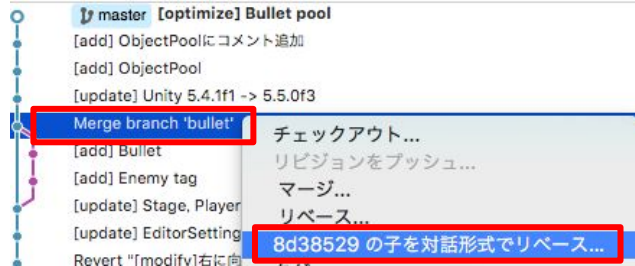 master [optimize] Bullet pool
[add] ObjectPoolにコメント追加
[add] ObjectPool
[update] Unity 5.4.1f1 -> 5.5.0f3
Merge branch 'bullet'
[add] Bullet
[add] Enemy tag
[update] Stage, Player
[update] EditorSetting
Revert "[modify]右に向
チェックアウト...
リビジョンをプッシュ...
マージ...
リベース...
8d38529 の子を対話形式でリベース...